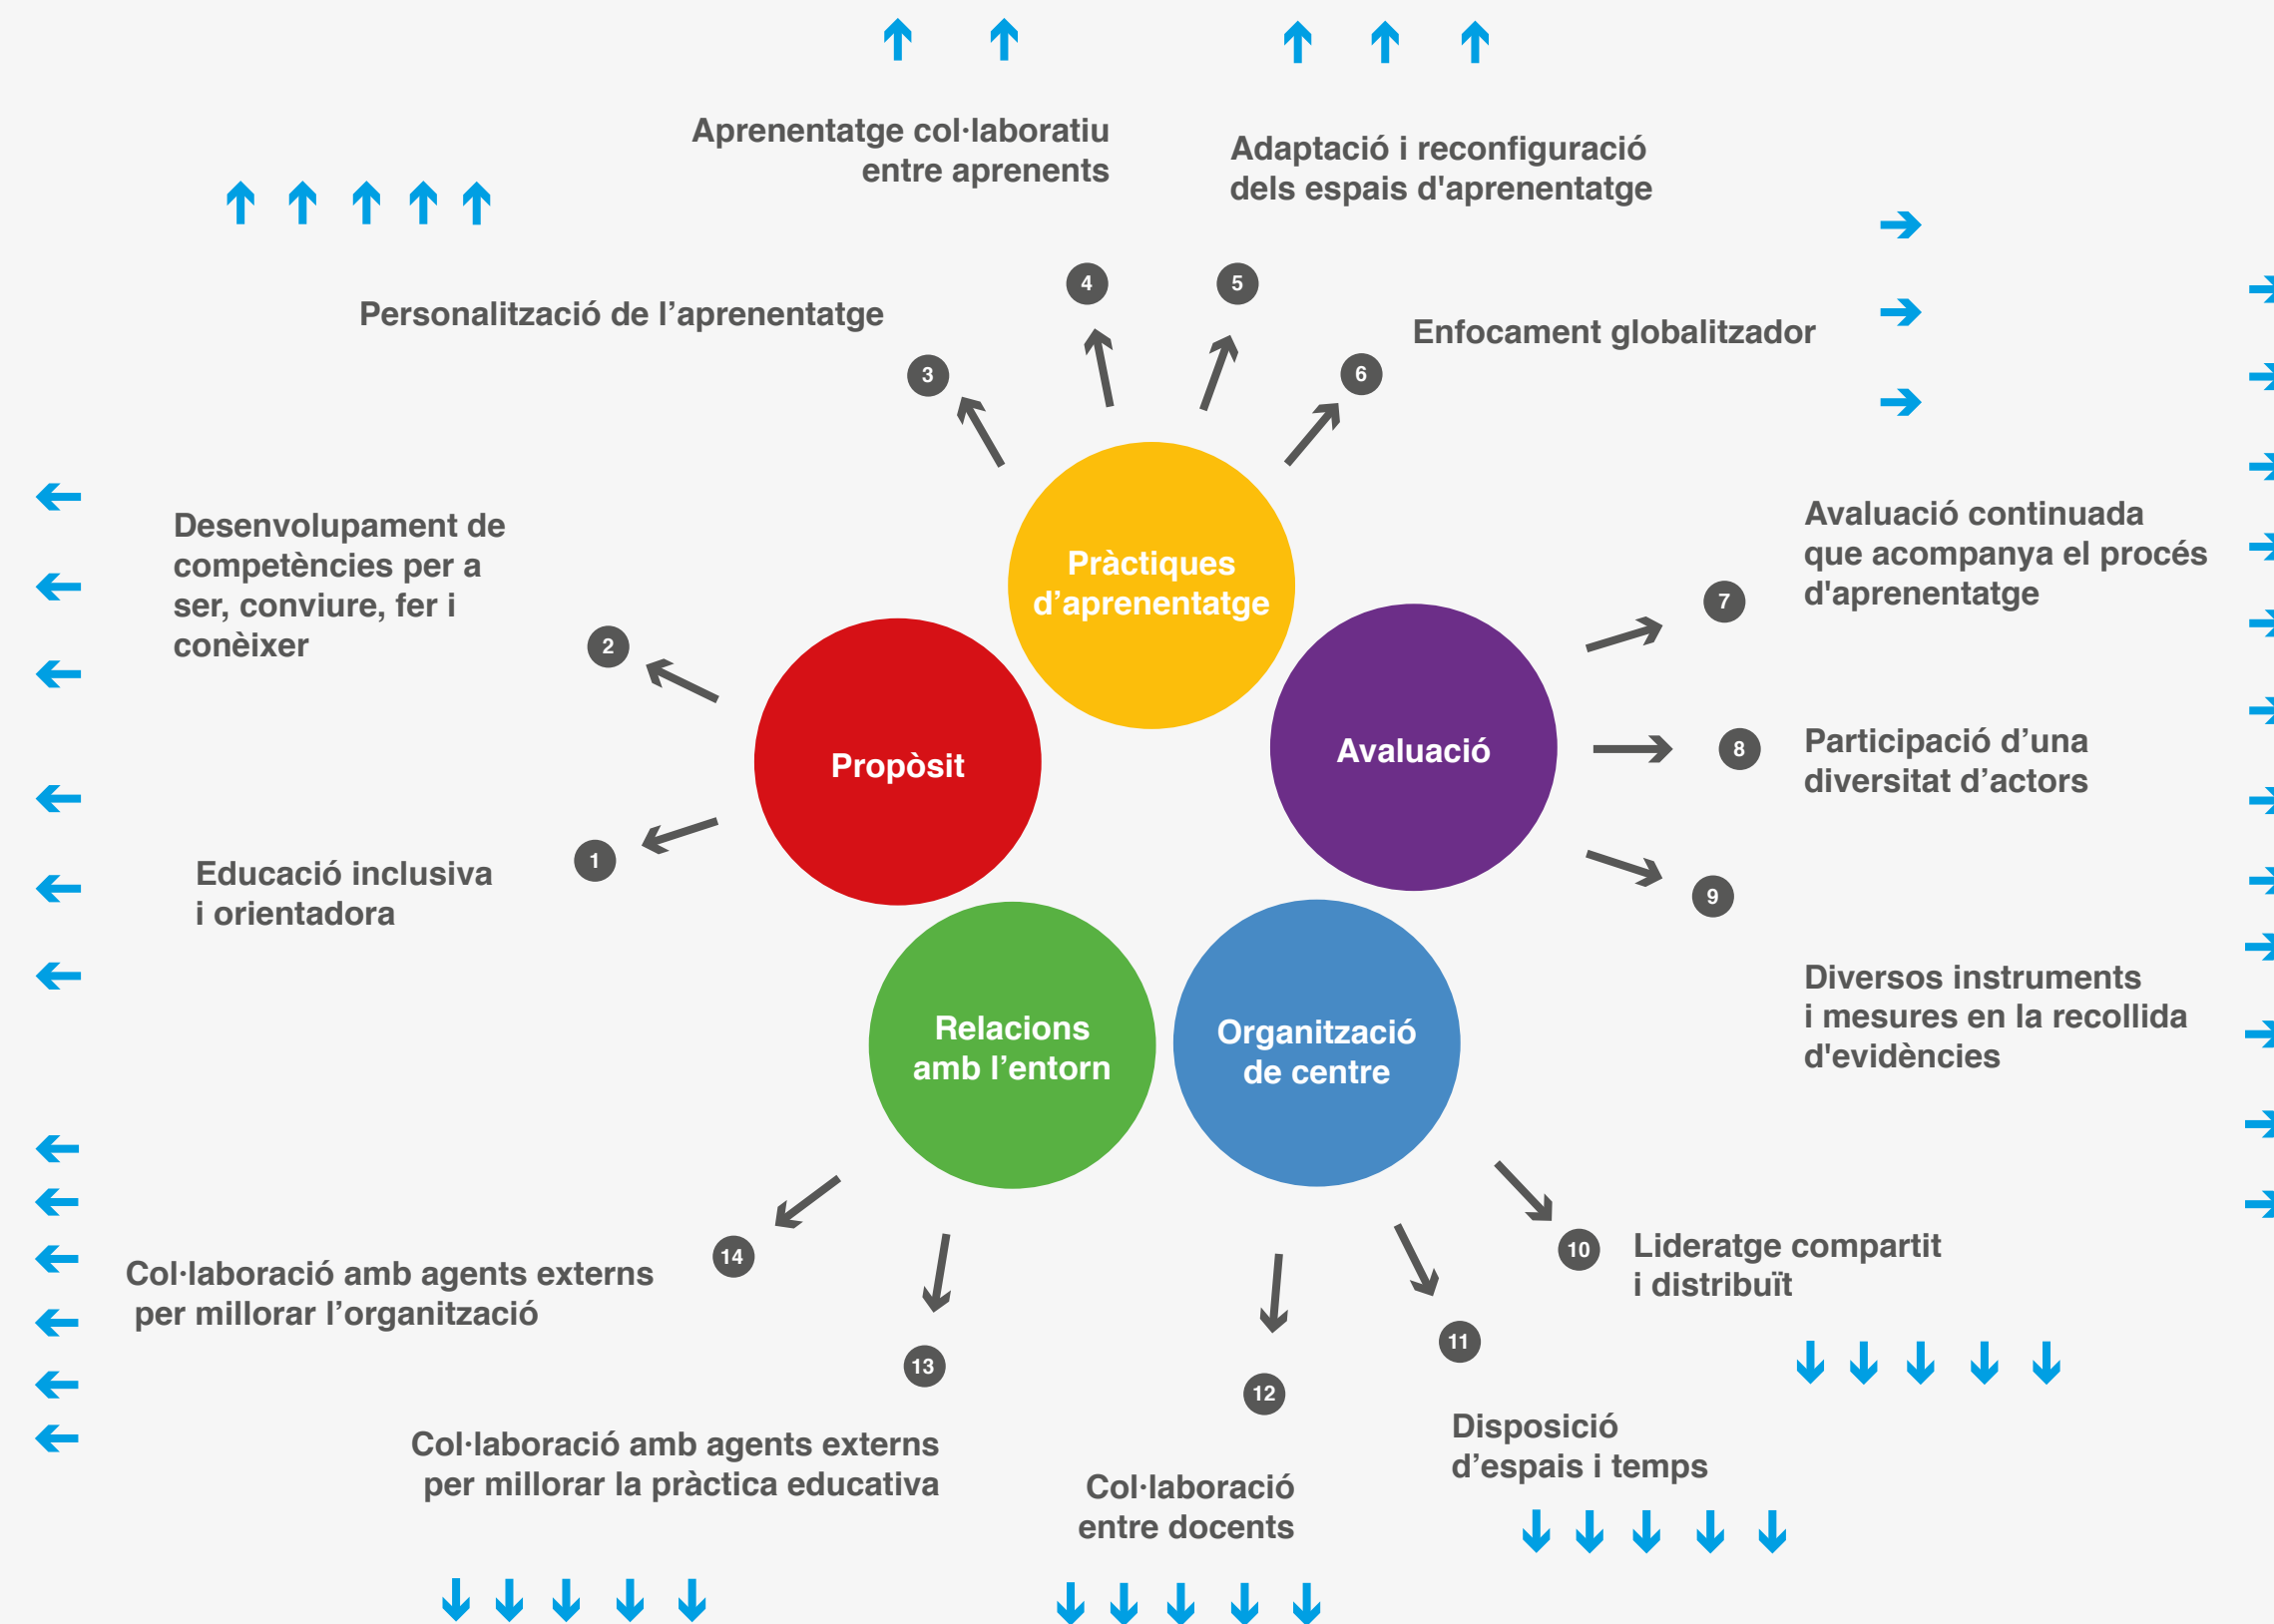 Aprenentatge col·laboratiu
entre aprenents
Adaptació i reconfiguració
dels espais d'aprenentatge
4
5
Personalització de l’aprenentatge
Enfocament globalitzador
3
6
Desenvolupament de
competències per a
ser, conviure, fer i
conèixer
2
Pràctiques
d’aprenentatge
Avaluació continuada
que acompanya el procés
d'aprenentatge
7
Propòsit
Avaluació
8
Participació d’una
diversitat d’actors
1
Educació inclusiva
i orientadora
9
Diversos instruments
i mesures en la recollida
d'evidències
Relacions
amb l’entorn
Organització
de centre
14
Col·laboració amb agents externs
per millorar l’organització
10
Lideratge compartit
i distribuït
13
Col·laboració amb agents externs
per millorar la pràctica educativa
12
Col·laboració
entre docents
11
Disposició
d’espais i temps